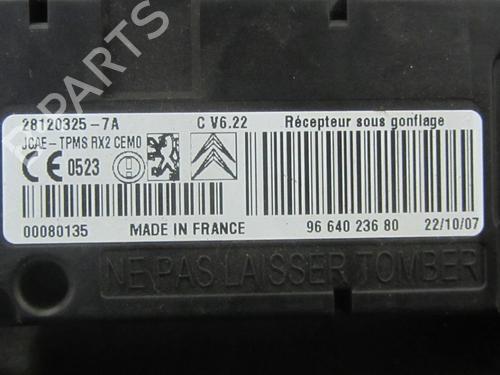 B PARTS
28120325-7A
C V6.22
Récepteur sous gonflage
JCAE-TPMS RX2 CEMO
CE 0523
00080135
MADE IN FRANCE
96 640 236 80
22/10/07
NE PAS LAISSER TOMBER